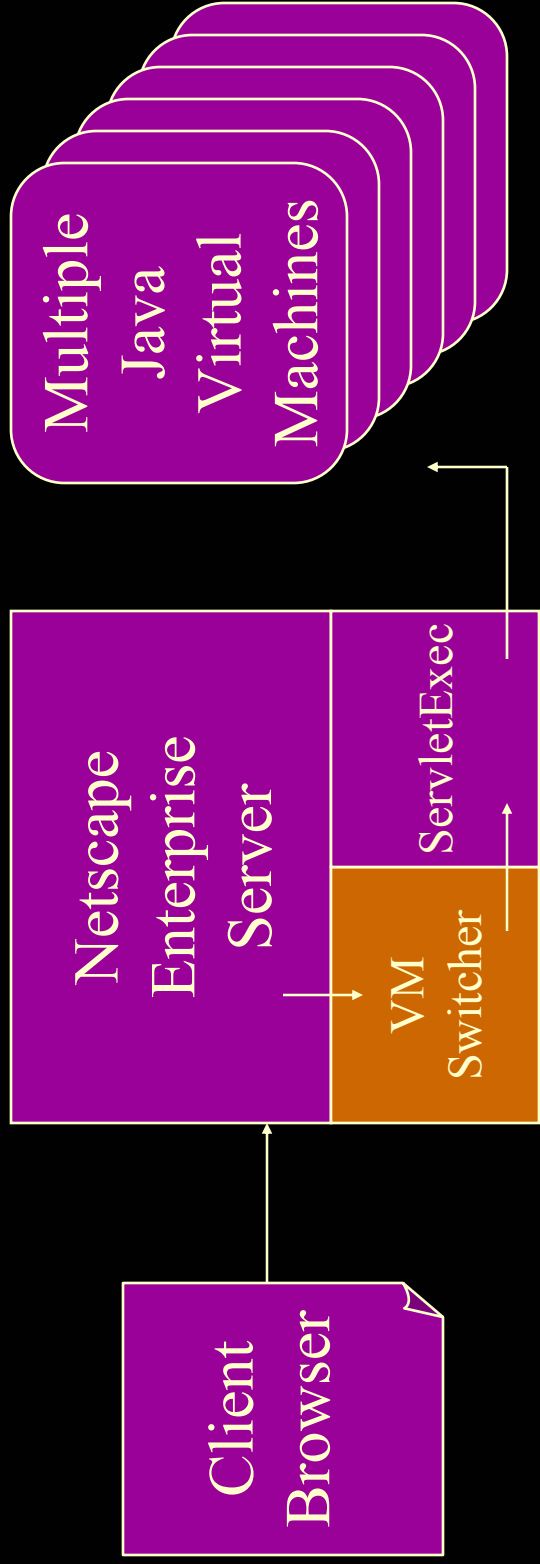 Client
Browser
Netscape
Enterprise
Server
VM
Switcher
ServletExec
Multiple
Java
Virtual
Machines